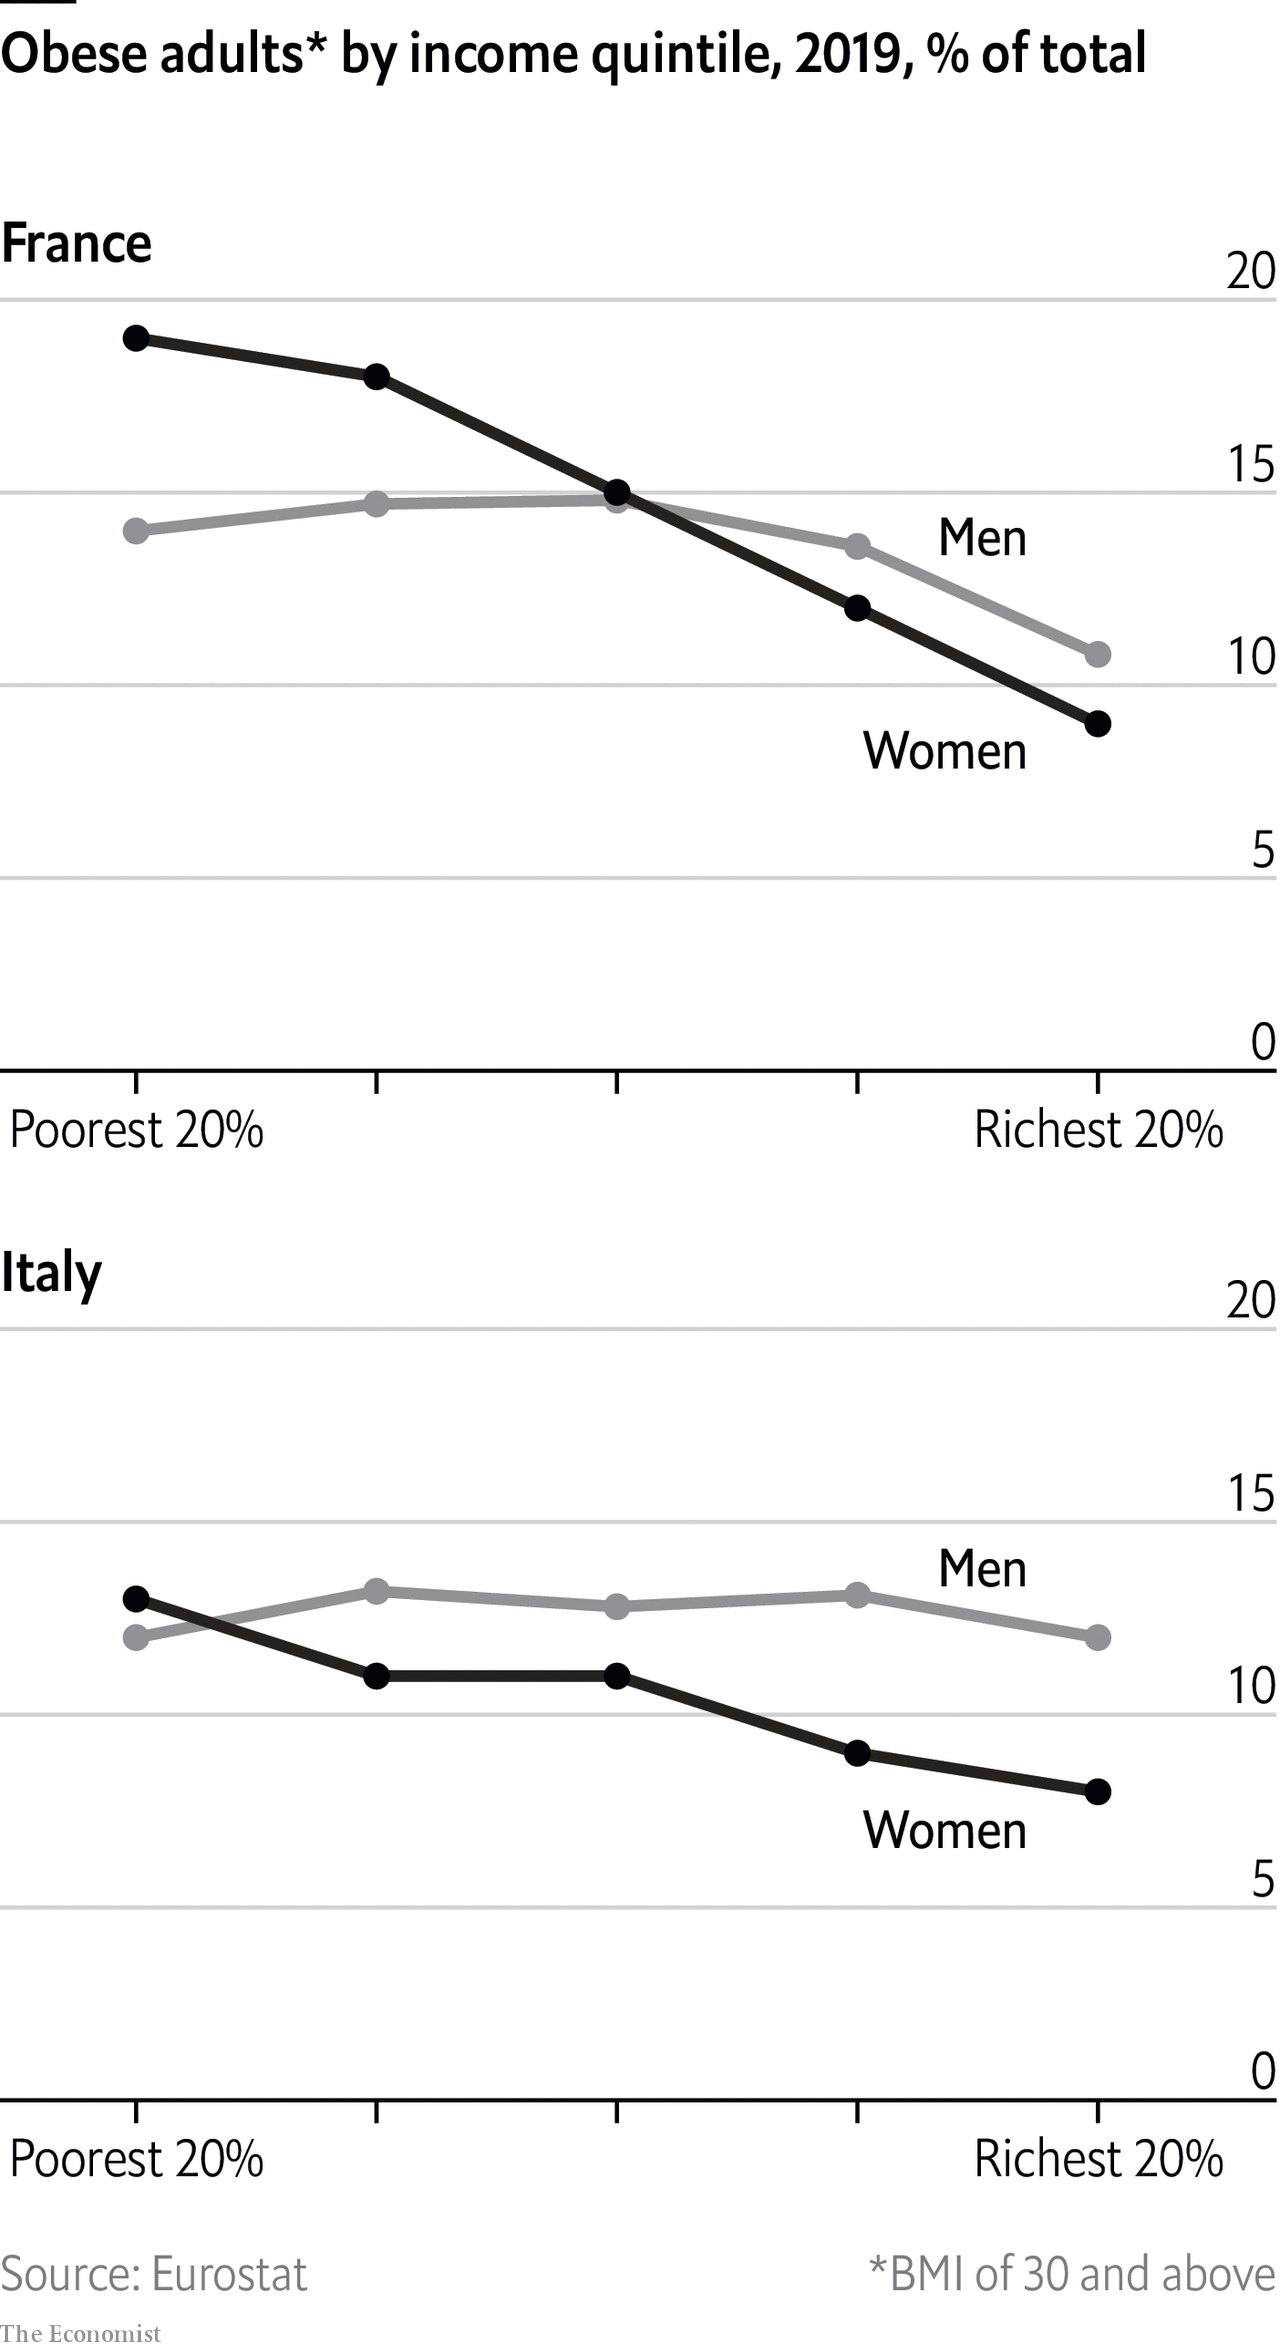 Obese adults* by income quintile, 2019, % of total
France
20
15
Men
10
Women
5
0
Poorest 20% Richest 20%
Italy
20
15
Men
10
Women
5
0
Poorest 20% Richest 20%
Source: Eurostat *BMI of 30 and above
The Economist